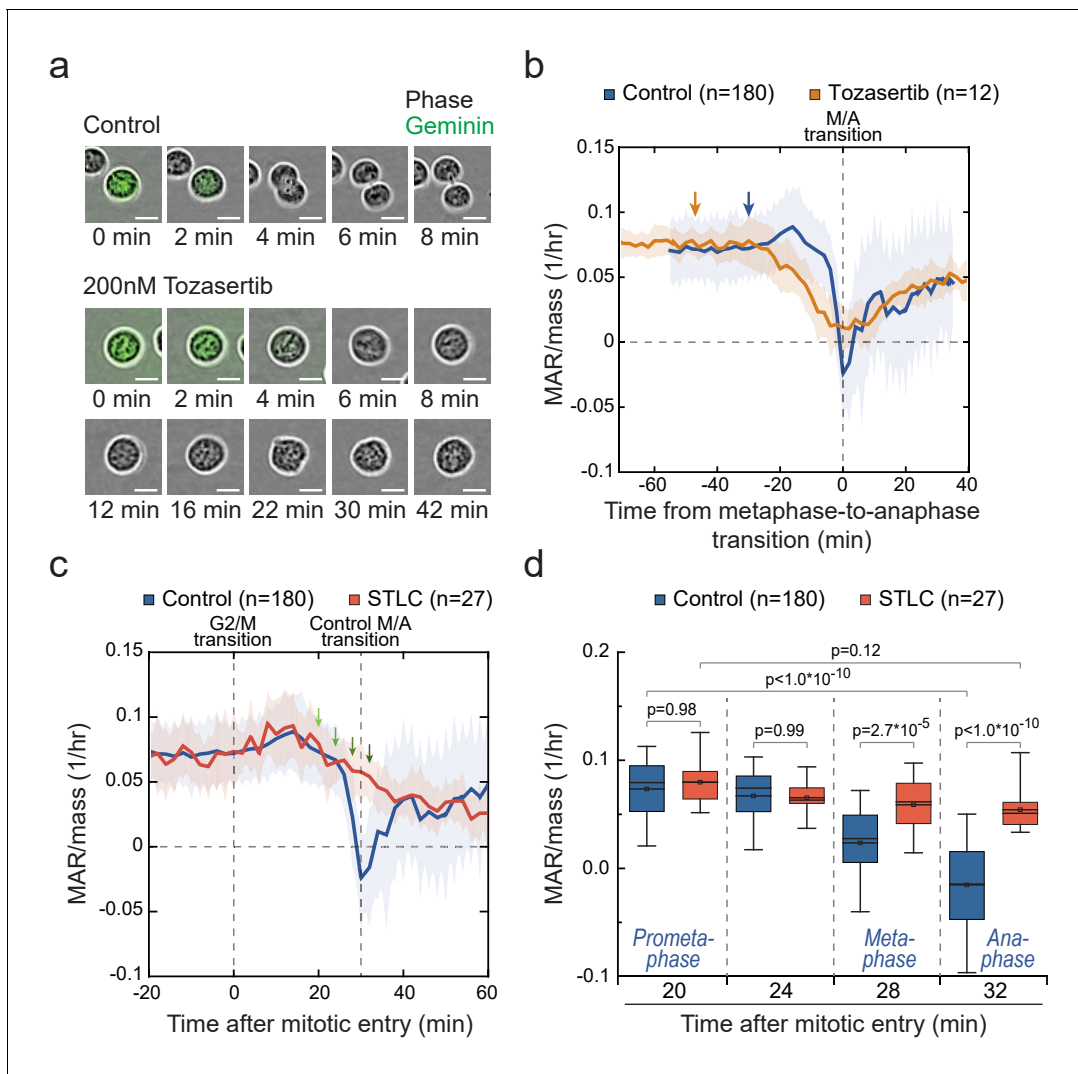 a
Control
Phase
Geminin
0 min 2 min 4 min 6 min 8 min
200nM Tozasertib
0 min 2 min 4 min 6 min 8 min
12 min 16 min 22 min 30 min 42 min
b
Control (n=180) Tozasertib (n=12)
M/A
transition
MAR/mass (1/hr)
0.15
0.1
0.05
0
-0.05
-0.1
-60 -40 -20 0 20 40
Time from metaphase-to-anaphase
transition (min)
c
Control (n=180) STLC (n=27)
G2/M
transition
Control M/A
transition
MAR/mass (1/hr)
0.15
0.1
0.05
0
-0.05
-0.1
-20 0 20 40 60
Time after mitotic entry (min)
d
Control (n=180) STLC (n=27)
MAR/mass (1/hr)
0.2
0.1
0.0
-0.1
p=0.12
p<1.0*10⁻¹⁰
p=0.98
p=0.99
p=2.7*10⁻⁵
p<1.0*10⁻¹⁰
Prometa-
phase
Meta-
phase
Ana-
phase
20 24 28 32
Time after mitotic entry (min)